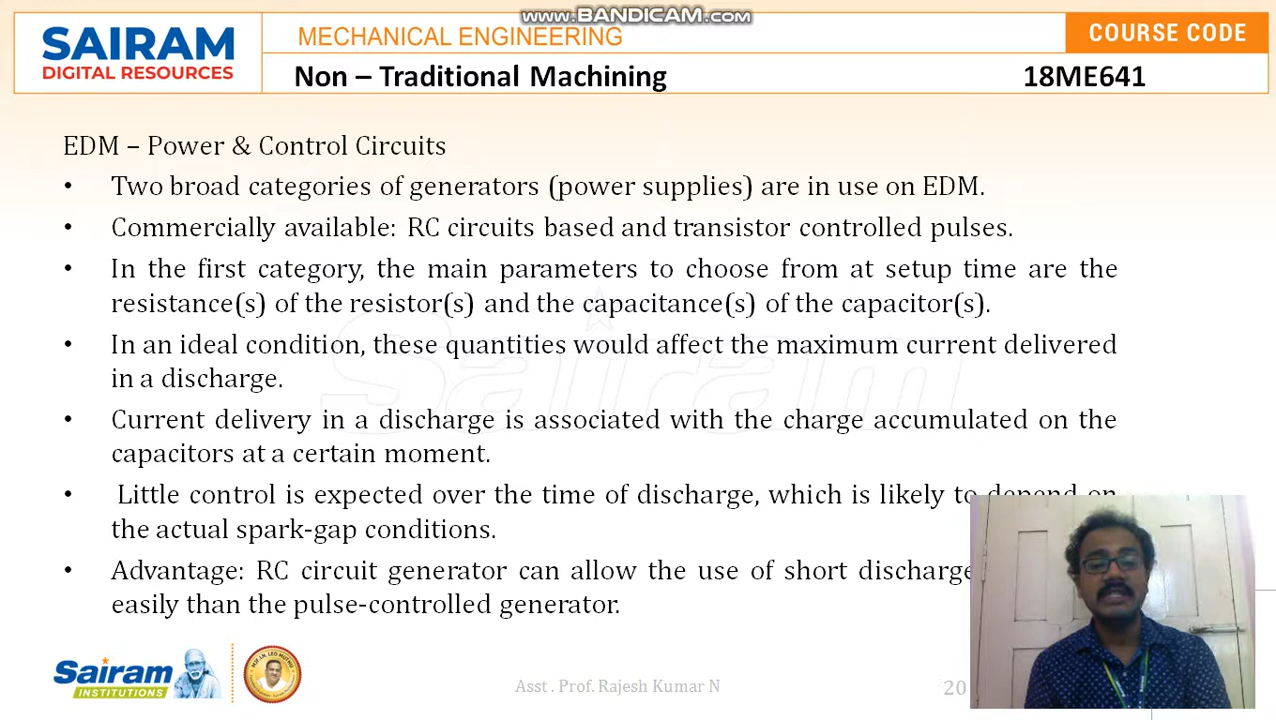 www.BANDICAM.com
SAIRAM
DIGITAL RESOURCES
MECHANICAL ENGINEERING
COURSE CODE
Non – Traditional Machining
18ME641
EDM – Power & Control Circuits
• Two broad categories of generators (power supplies) are in use on EDM.
• Commercially available: RC circuits based and transistor controlled pulses.
• In the first category, the main parameters to choose from at setup time are the
resistance(s) of the resistor(s) and the capacitance(s) of the capacitor(s).
• In an ideal condition, these quantities would affect the maximum current delivered
in a discharge.
• Current delivery in a discharge is associated with the charge accumulated on the
capacitors at a certain moment.
• Little control is expected over the time of discharge, which is likely to depend on
the actual spark-gap conditions.
• Advantage: RC circuit generator can allow the use of short discharge
easily than the pulse-controlled generator.
Sairam
Sairam
INSTITUTIONS
Asst . Prof. Rajesh Kumar N
20